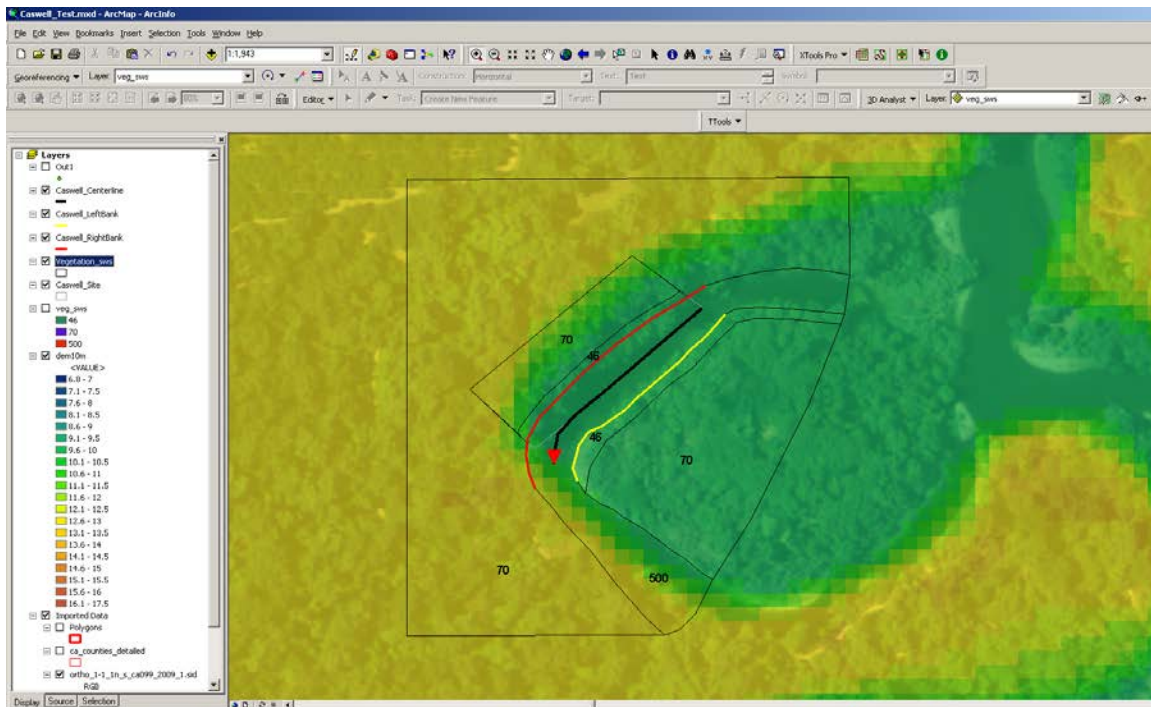 Caswell_Test.mxd - ArcMap - ArcInfo
File Edit View Bookmarks Insert Selection Tools Window Help
1:1,943 XTools Pro
Georeferencing Layer: veg_sws Construction: Horizontal Text: Test Symbol:
80% Editor Task: Create New Feature Target: 3D Analyst Layer: veg_sws
TTools
Layers
Out1
Caswell_Centerline
Caswell_LeftBank
Caswell_RightBank
Vegetation_sws
Caswell_Site
veg_sws
46
70
500
dem10m
<VALUE>
6.8 - 7
7.1 - 7.5
7.6 - 8
8.1 - 8.5
8.6 - 9
9.1 - 9.5
9.6 - 10
10.1 - 10.5
10.6 - 11
11.1 - 11.5
11.6 - 12
12.1 - 12.5
12.6 - 13
13.1 - 13.5
13.6 - 14
14.1 - 14.5
14.6 - 15
15.1 - 15.5
15.6 - 16
16.1 - 17.5
Imported Data
Polygons
ca_counties_detailed
ortho_1-1_1n_s_ca099_2009_1.sid
RGB
Display Source Selection
70
46
46
70
70
500